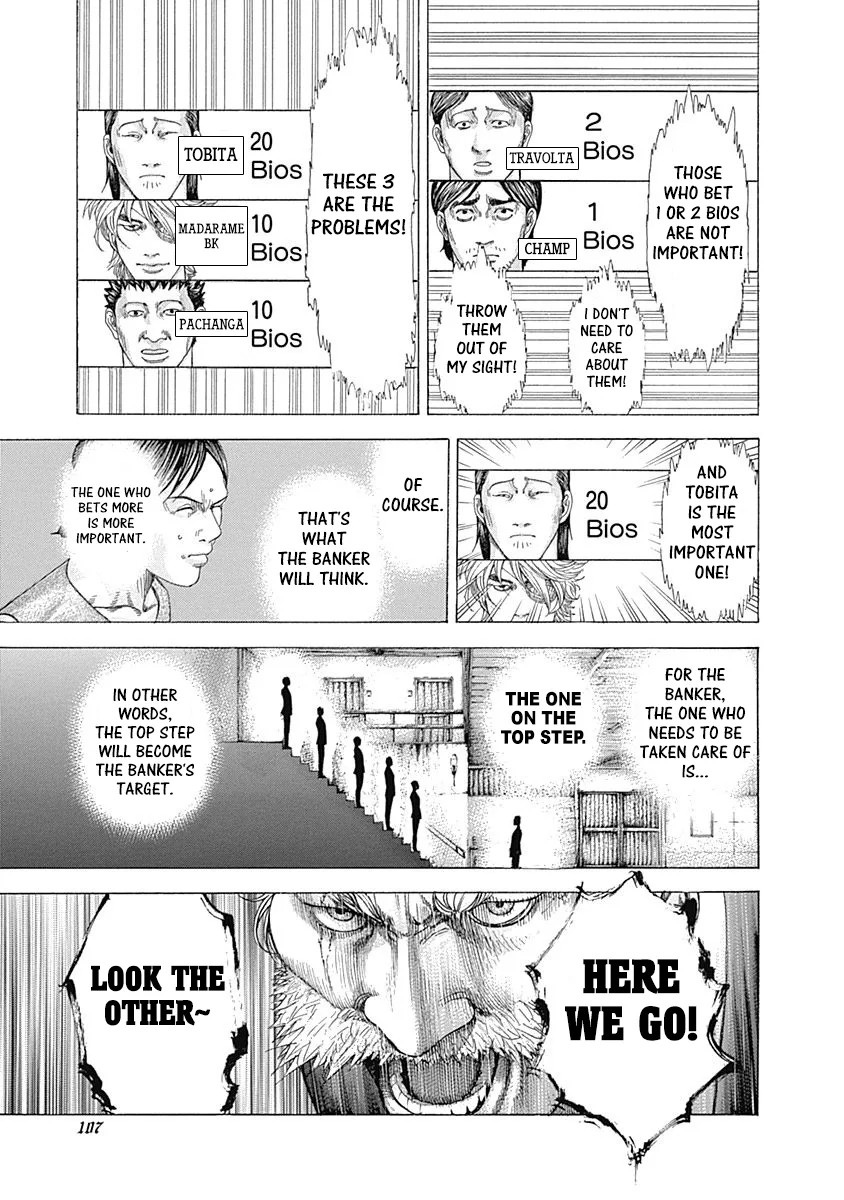 TRAVOLTA
2
Bios
CHAMP
1
Bios
THOSE
WHO BET
1 OR 2 BIOS
ARE NOT
IMPORTANT!
I DON'T
NEED TO
CARE
ABOUT
THEM!
THROW
THEM
OUT OF
MY SIGHT!
THESE 3
ARE THE
PROBLEMS!
TOBITA
20
Bios
MADARAME
BK
10
Bios
PACHANGA
10
Bios
AND
TOBITA
IS THE
MOST
IMPORTANT
ONE!
20
Bios
OF
COURSE.
THAT'S
WHAT
THE BANKER
WILL THINK.
THE ONE WHO
BETS MORE
IS MORE
IMPORTANT.
FOR THE
BANKER,
THE ONE WHO
NEEDS TO BE
TAKEN CARE OF
IS...
THE ONE
ON THE
TOP STEP.
IN OTHER
WORDS,
THE TOP STEP
WILL BECOME
THE BANKER'S
TARGET.
HERE
WE GO!
LOOK THE
OTHER~
107